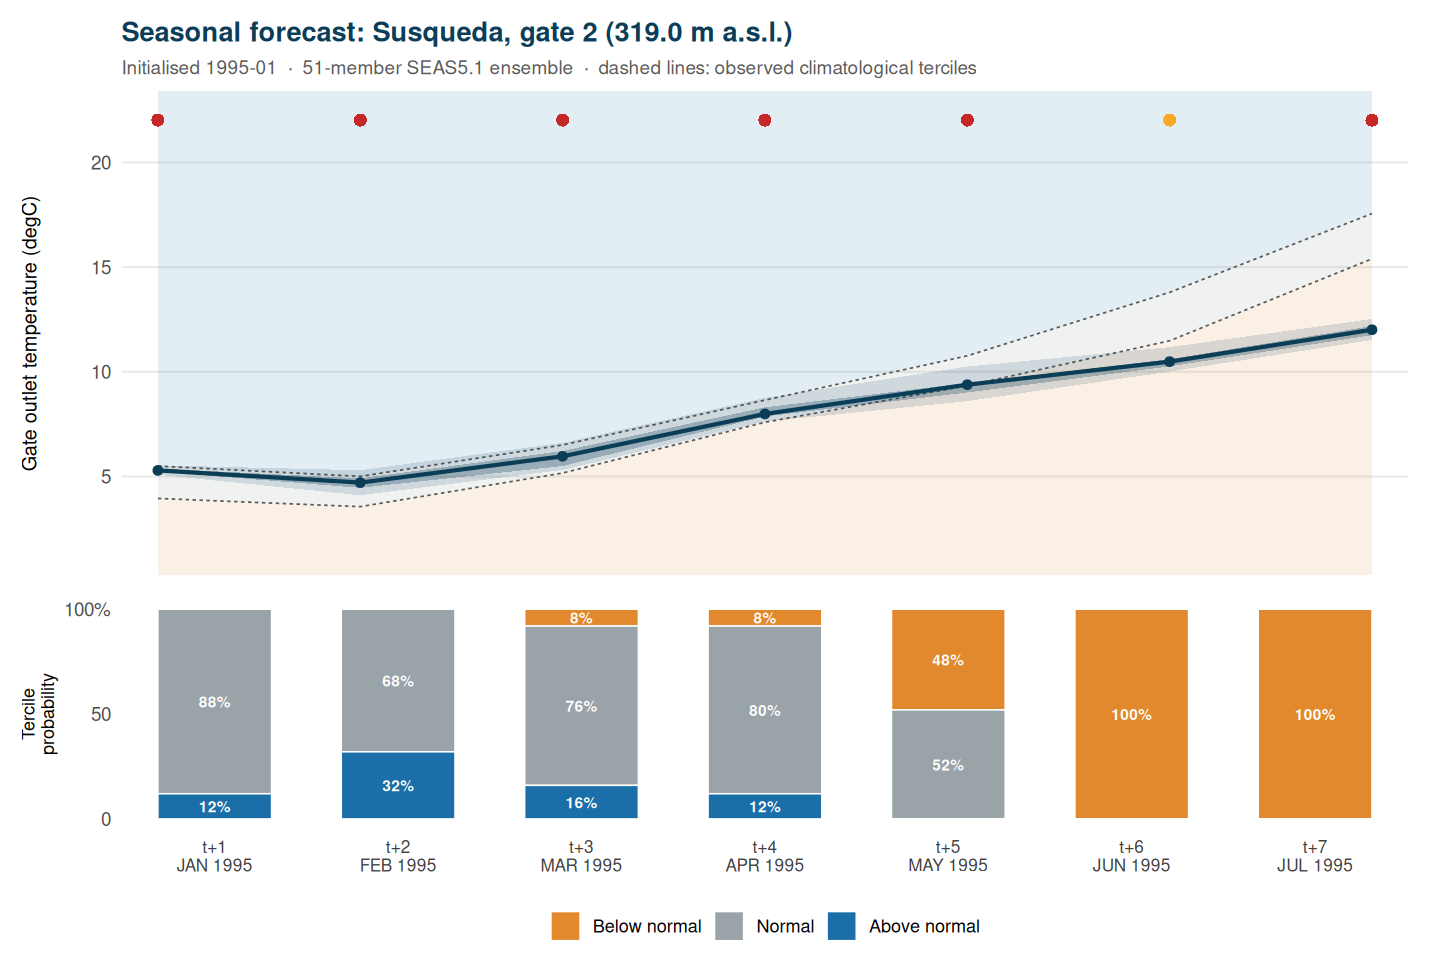 Seasonal forecast: Susqueda, gate 2 (319.0 m a.s.l.)
Initialised 1995-01 · 51-member SEAS5.1 ensemble · dashed lines: observed climatological terciles
Gate outlet temperature (degC)
20
15
10
5
Tercile
probability
100%
50
0
88%
12%
68%
32%
8%
76%
16%
8%
80%
12%
48%
52%
100%
100%
t+1
JAN 1995
t+2
FEB 1995
t+3
MAR 1995
t+4
APR 1995
t+5
MAY 1995
t+6
JUN 1995
t+7
JUL 1995
Below normal
Normal
Above normal